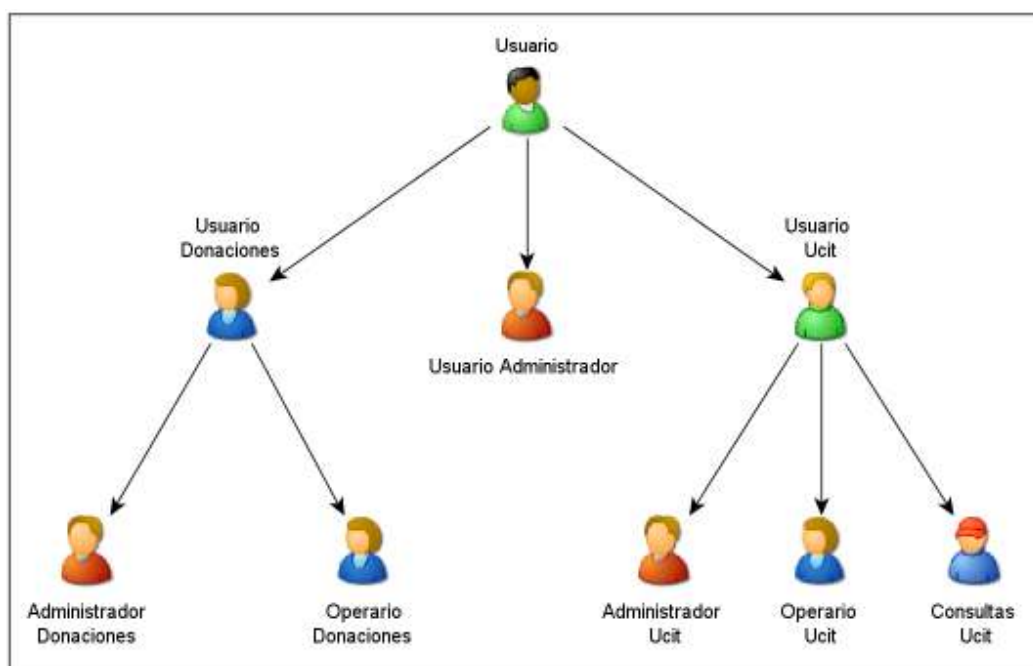 Usuario
Usuario
Donaciones
Usuario
Ucit
Usuario Administrador
Administrador
Donaciones
Operario
Donaciones
Administrador
Ucit
Operario
Ucit
Consultas
Ucit